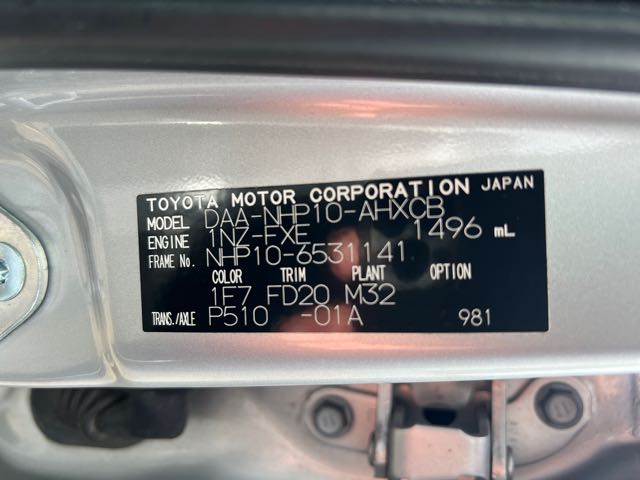 TOYOTA MOTOR CORPORATION JAPAN
MODEL DAA-NHP10-AHXCB
ENGINE 1NZ-FXE 1496 mL
FRAME No. NHP10-6531141
COLOR TRIM PLANT OPTION
1E7 FD20 M32
TRANS./AXLE P510 -01A 981